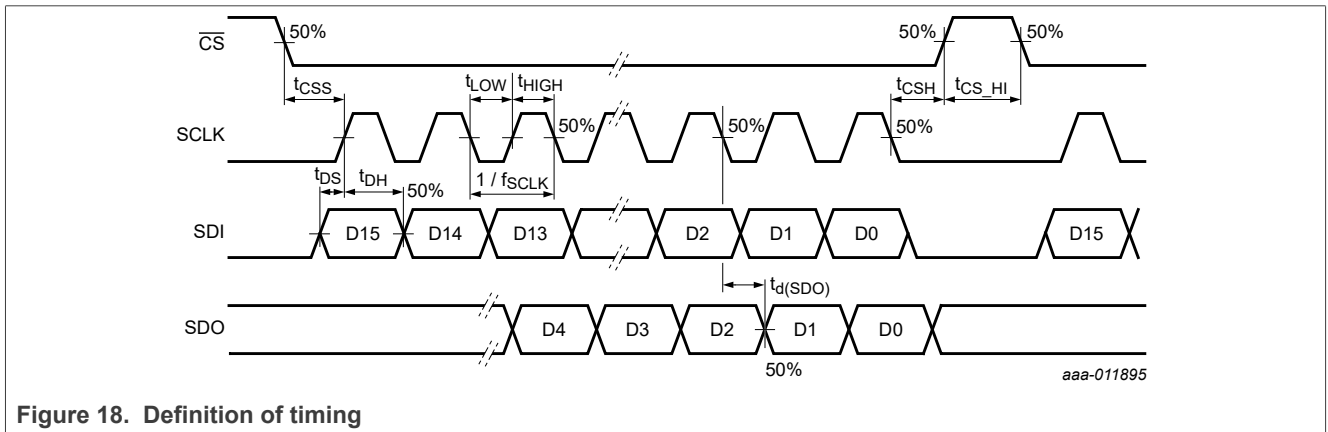 CS 50% 50% 50%
tCSS tLOW tHIGH tCSH tCS_HI
SCLK 50% 50% 50%
tDS tDH 50% 1 / fSCLK
SDI D15 D14 D13 D2 D1 D0 D15
td(SDO)
SDO D4 D3 D2 D1 D0
50%
aaa-011895
Figure 18. Definition of timing